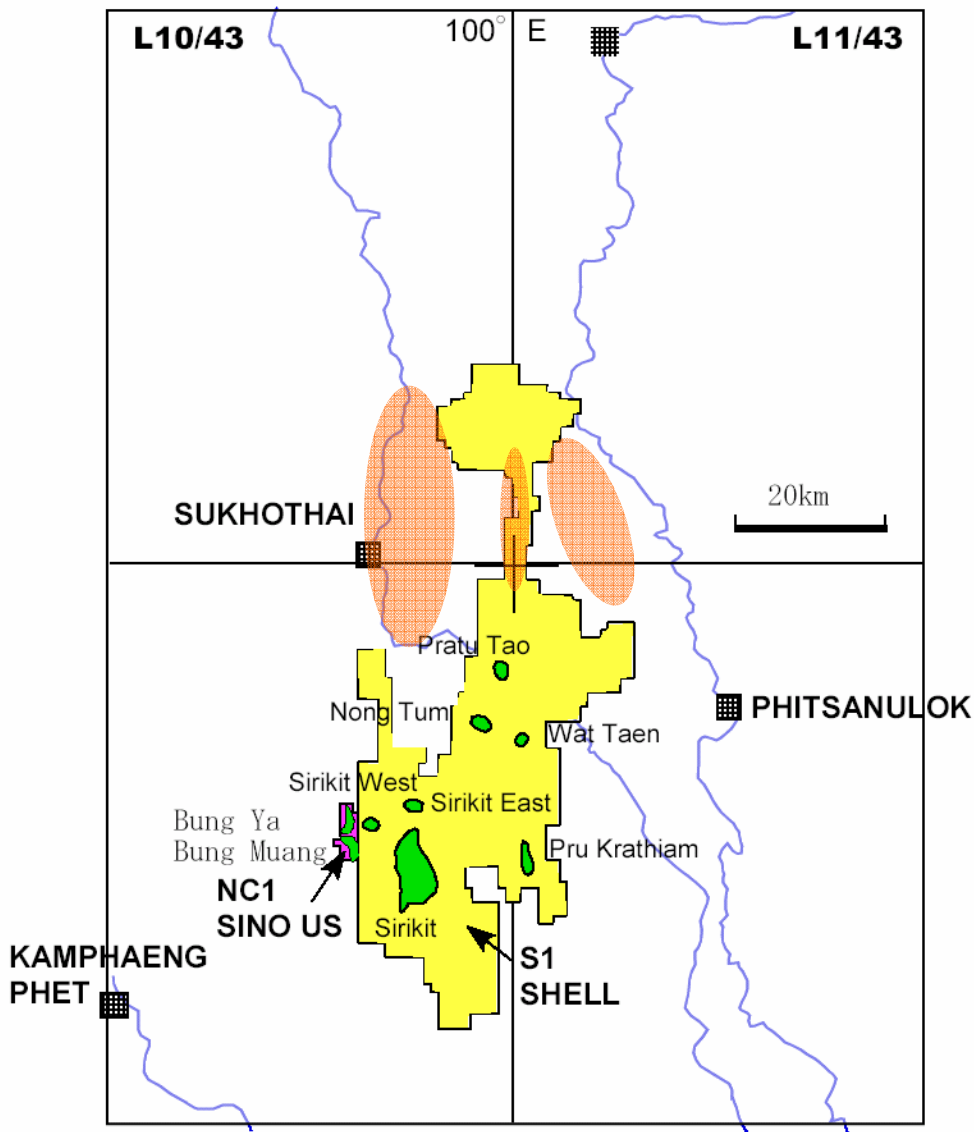 L10/43
100° E
L11/43
20km
SUKHOTHAI
Pratu Tao
Nong Tum
Wat Taen
PHITSANULOK
Sirikit West
Sirikit East
Bung Ya
Bung Muang
Pru Krathiam
NC1
SINO US
Sirikit
S1
SHELL
KAMPHAENG
PHET